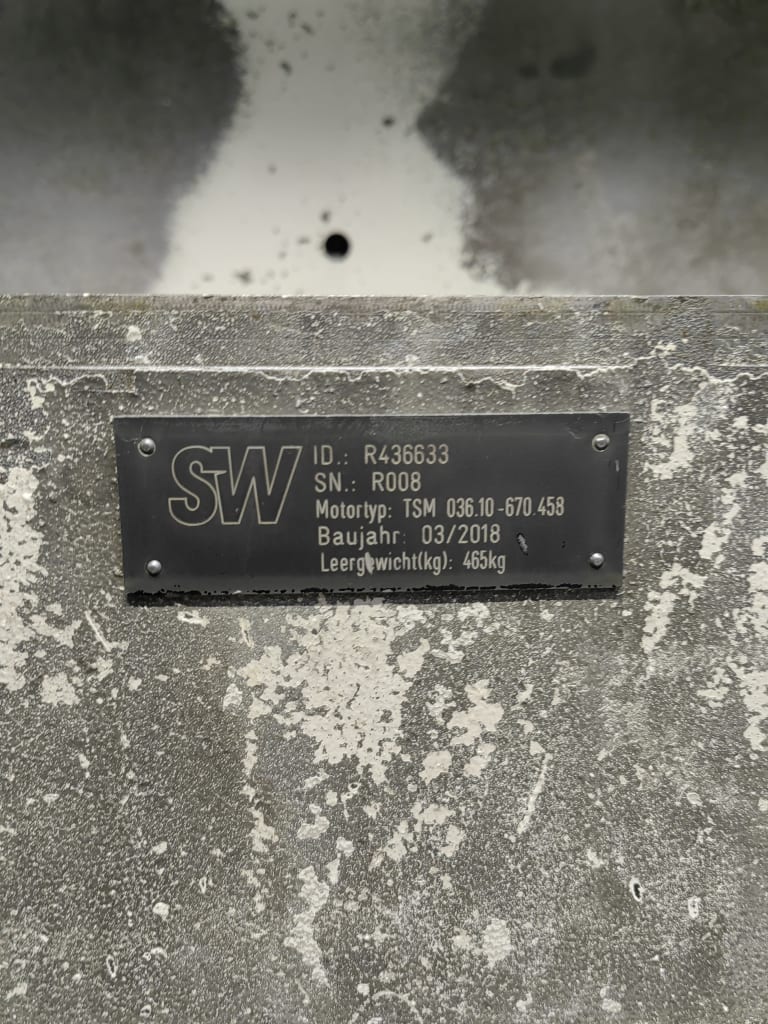 SW
ID.: R436633
SN.: R008
Motortyp: TSM 036.10-670.458
Baujahr: 03/2018
Leergewicht(kg): 465kg